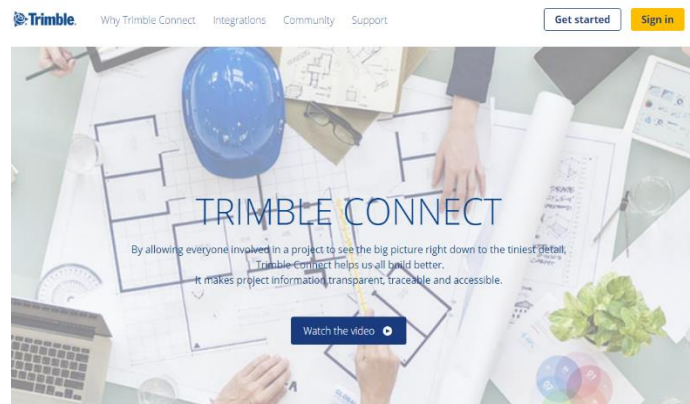 Trimble.
Why Trimble Connect
Integrations
Community
Support
Get started
Sign in
TRIMBLE CONNECT
By allowing everyone involved in a project to see the big picture right down to the tiniest detail,
Trimble Connect helps us all build better.
It makes project information transparent, traceable and accessible.
Watch the video